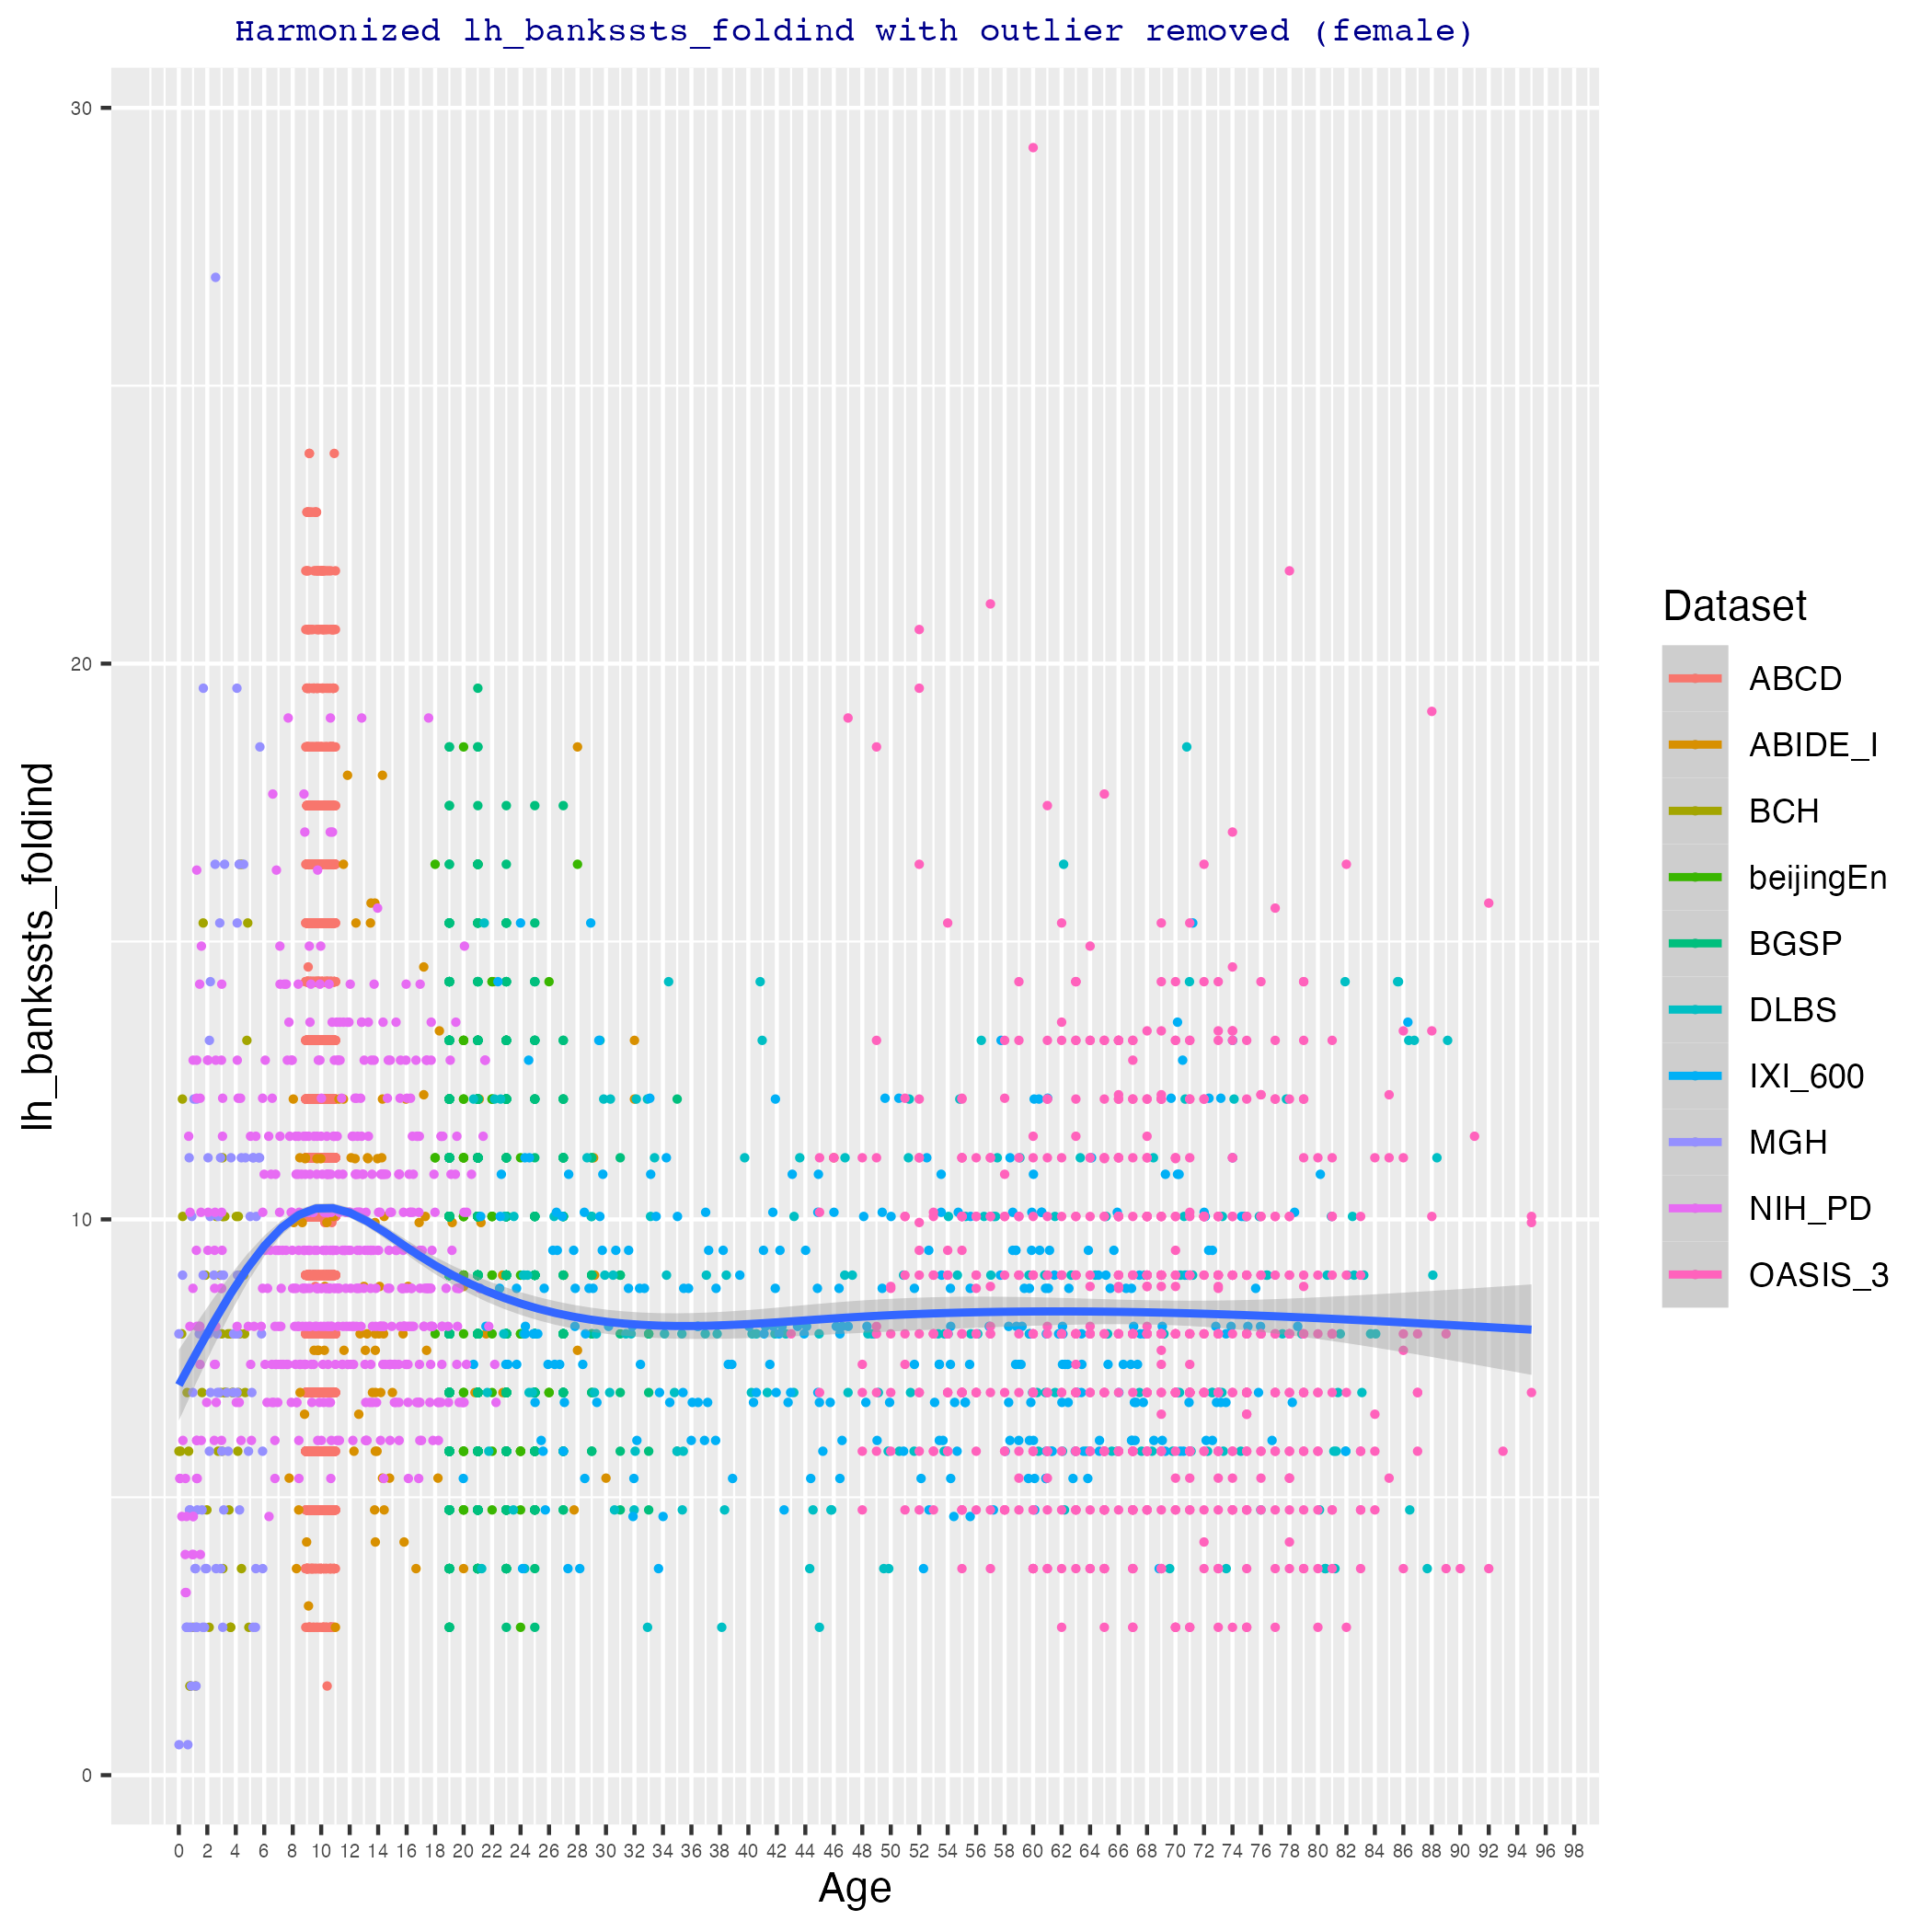 Harmonized lh_bankssts_foldind with outlier removed (female)
lh_bankssts_foldind
30
20
10
0
0 2 4 6 8 10 12 14 16 18 20 22 24 26 28 30 32 34 36 38 40 42 44 46 48 50 52 54 56 58 60 62 64 66 68 70 72 74 76 78 80 82 84 86 88 90 92 94 96 98
Age
Dataset
ABCD
ABIDE_I
BCH
beijingEn
BGSP
DLBS
IXI_600
MGH
NIH_PD
OASIS_3